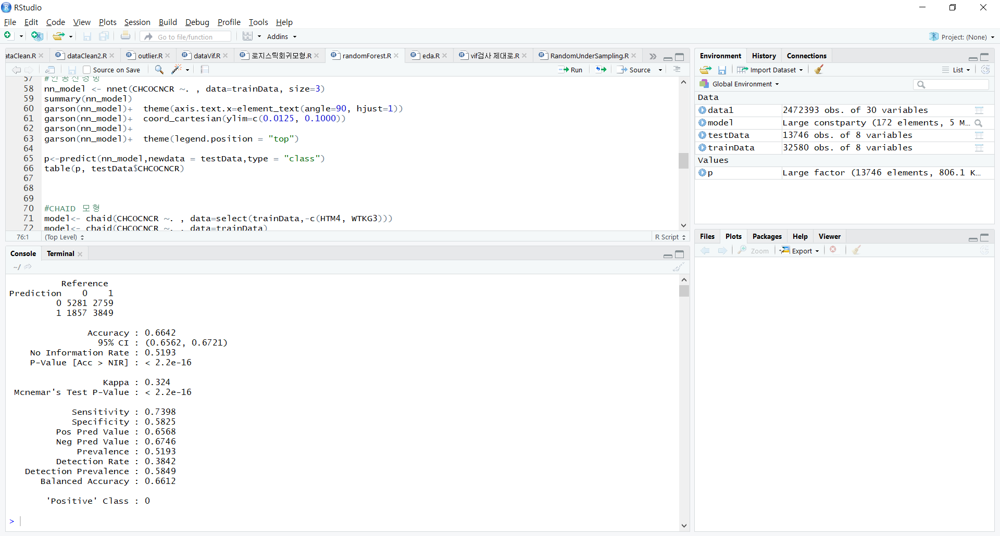 RStudio
File Edit Code View Plots Session Build Debug Profile Tools Help
Go to file/function Addins Project: (None)
ataClean.R dataClean2.R outlier.R dataVif.R 로지스틱회귀모형.R randomForest.R eda.R vif검사 제대로.R RandomUnderSampling.R
Source on Save Run Source
57 #인공신경망
58 nn_model <- nnet(CHCOCNCR ~. , data=trainData, size=3)
59 summary(nn_model)
60 garson(nn_model)+  theme(axis.text.x=element_text(angle=90, hjust=1))
61 garson(nn_model)+  coord_cartesian(ylim=c(0.0125, 0.1000))
62 garson(nn_model)+
63 garson(nn_model)+  theme(legend.position = "top")
64
65 p<-predict(nn_model,newdata = testData,type = "class")
66 table(p, testData$CHCOCNCR)
67
68
69
70 #CHAID 모형
71 model<- chaid(CHCOCNCR ~. , data=select(trainData,-c(HTM4, WTKG3)))
72 model<- chaid(CHCOCNCR ~. , data=trainData)
76:1 (Top Level) R Script
Console Terminal
~/
Reference
Prediction    0    1
0 5281 2759
1 1857 3849
Accuracy : 0.6642
95% CI : (0.6562, 0.6721)
No Information Rate : 0.5193
P-Value [Acc > NIR] : < 2.2e-16
Kappa : 0.324
Mcnemar's Test P-Value : < 2.2e-16
Sensitivity : 0.7398
Specificity : 0.5825
Pos Pred Value : 0.6568
Neg Pred Value : 0.6746
Prevalence : 0.5193
Detection Rate : 0.3842
Detection Prevalence : 0.5849
Balanced Accuracy : 0.6612
'Positive' Class : 0
>
Environment History Connections
Import Dataset List
Global Environment
Data
data1 2472393 obs. of 30 variables
model Large constparty (172 elements, 5 M…
testData 13746 obs. of 8 variables
trainData 32580 obs. of 8 variables
Values
p Large factor (13746 elements, 806.1 K…
Files Plots Packages Help Viewer
Zoom Export